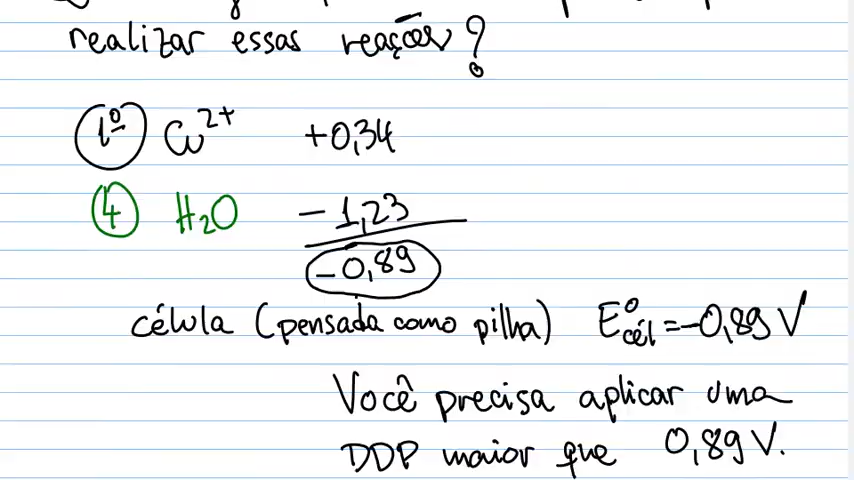 realizar essas reações?
1º Cu²⁺ +0,34
4 H₂O -1,23
-0,89
célula (pensada como pilha) E°cél=-0,89 V
Você precisa aplicar uma
DDP maior que 0,89 V.